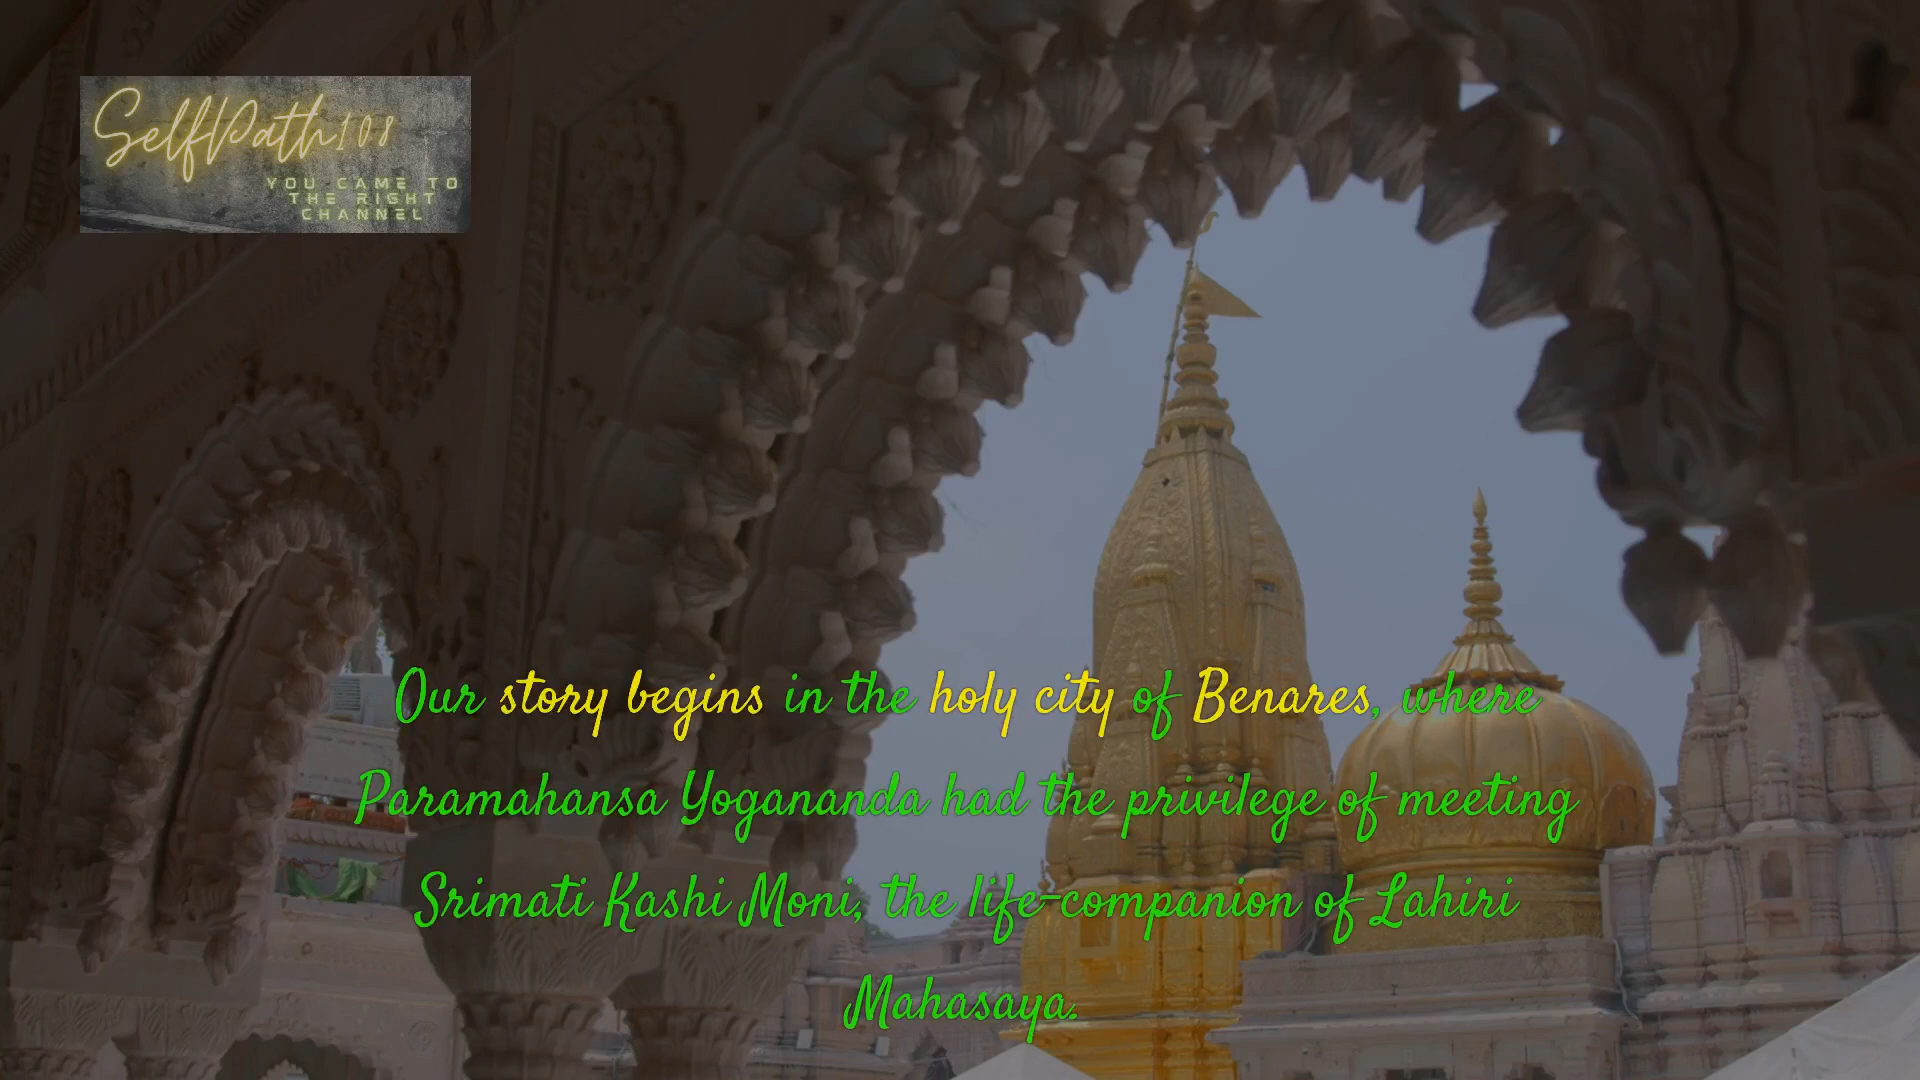 SelfPath108
YOU CAME TO
THE RIGHT
CHANNEL
Our story begins in the holy city of Benares, where
Paramahansa Yogananda had the privilege of meeting
Srimati Kashi Moni, the life-companion of Lahiri
Mahasaya.